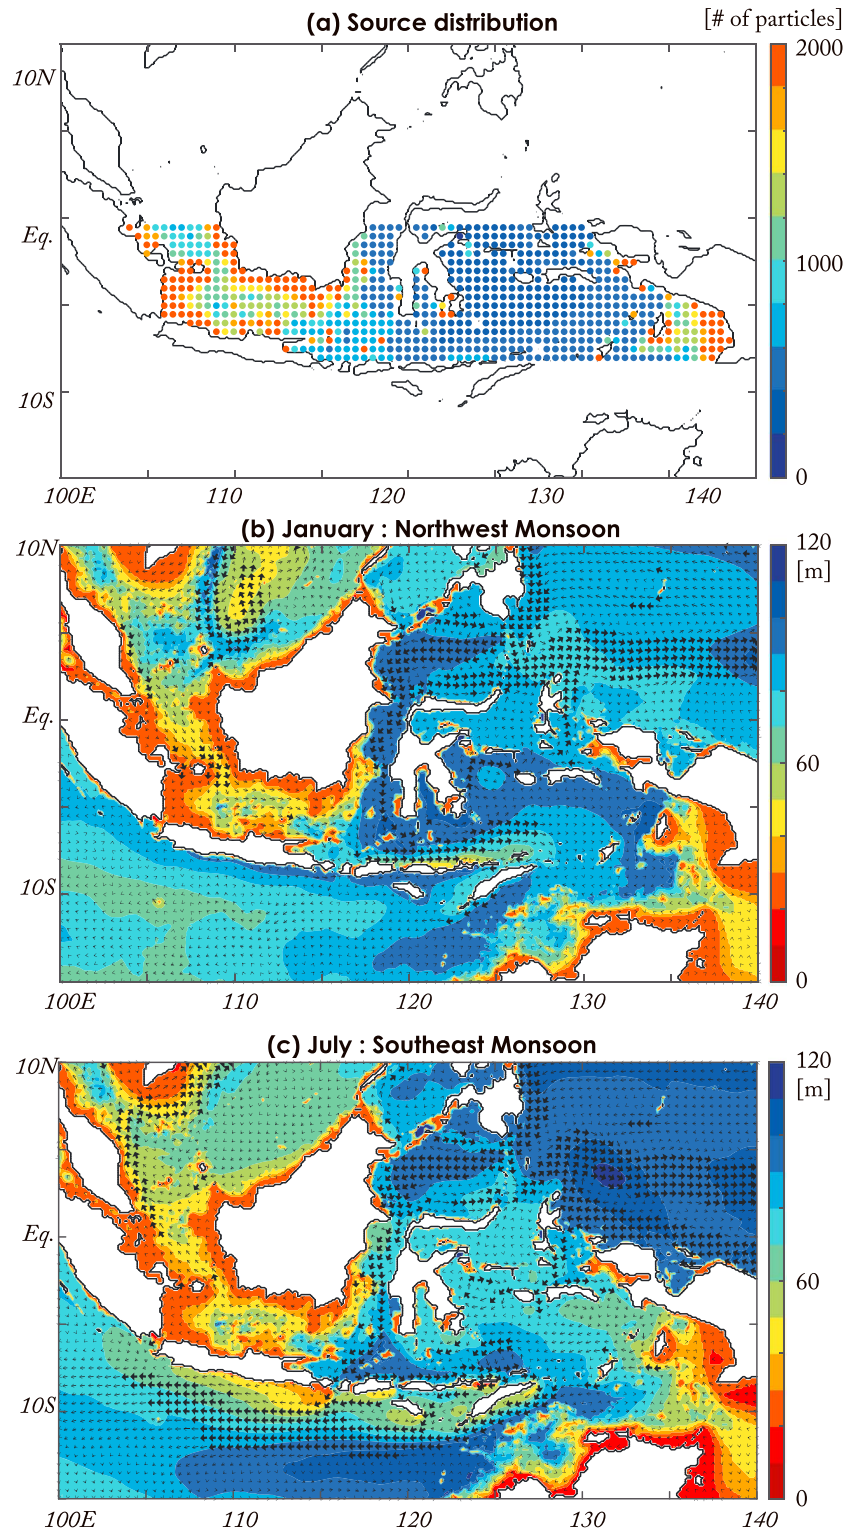 (a) Source distribution
[# of particles]
10N
Eq.
10S
100E 110 120 130 140
2000
1000
0
(b) January : Northwest Monsoon
10N
Eq.
10S
100E 110 120 130 140
120
[m]
60
0
(c) July : Southeast Monsoon
10N
Eq.
10S
100E 110 120 130 140
120
[m]
60
0